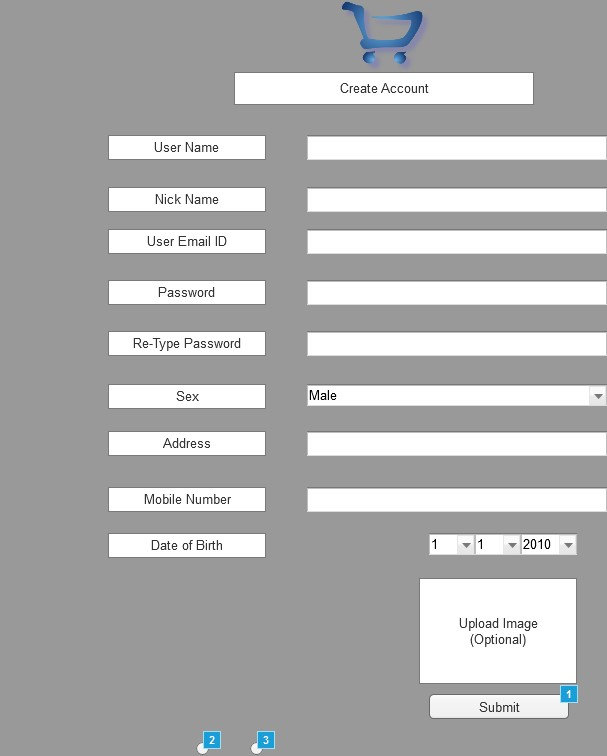 Create Account
User Name
Nick Name
User Email ID
Password
Re-Type Password
Sex
Male
Address
Mobile Number
Date of Birth
1 1 2010
Upload Image
(Optional)
Submit
1
2 3